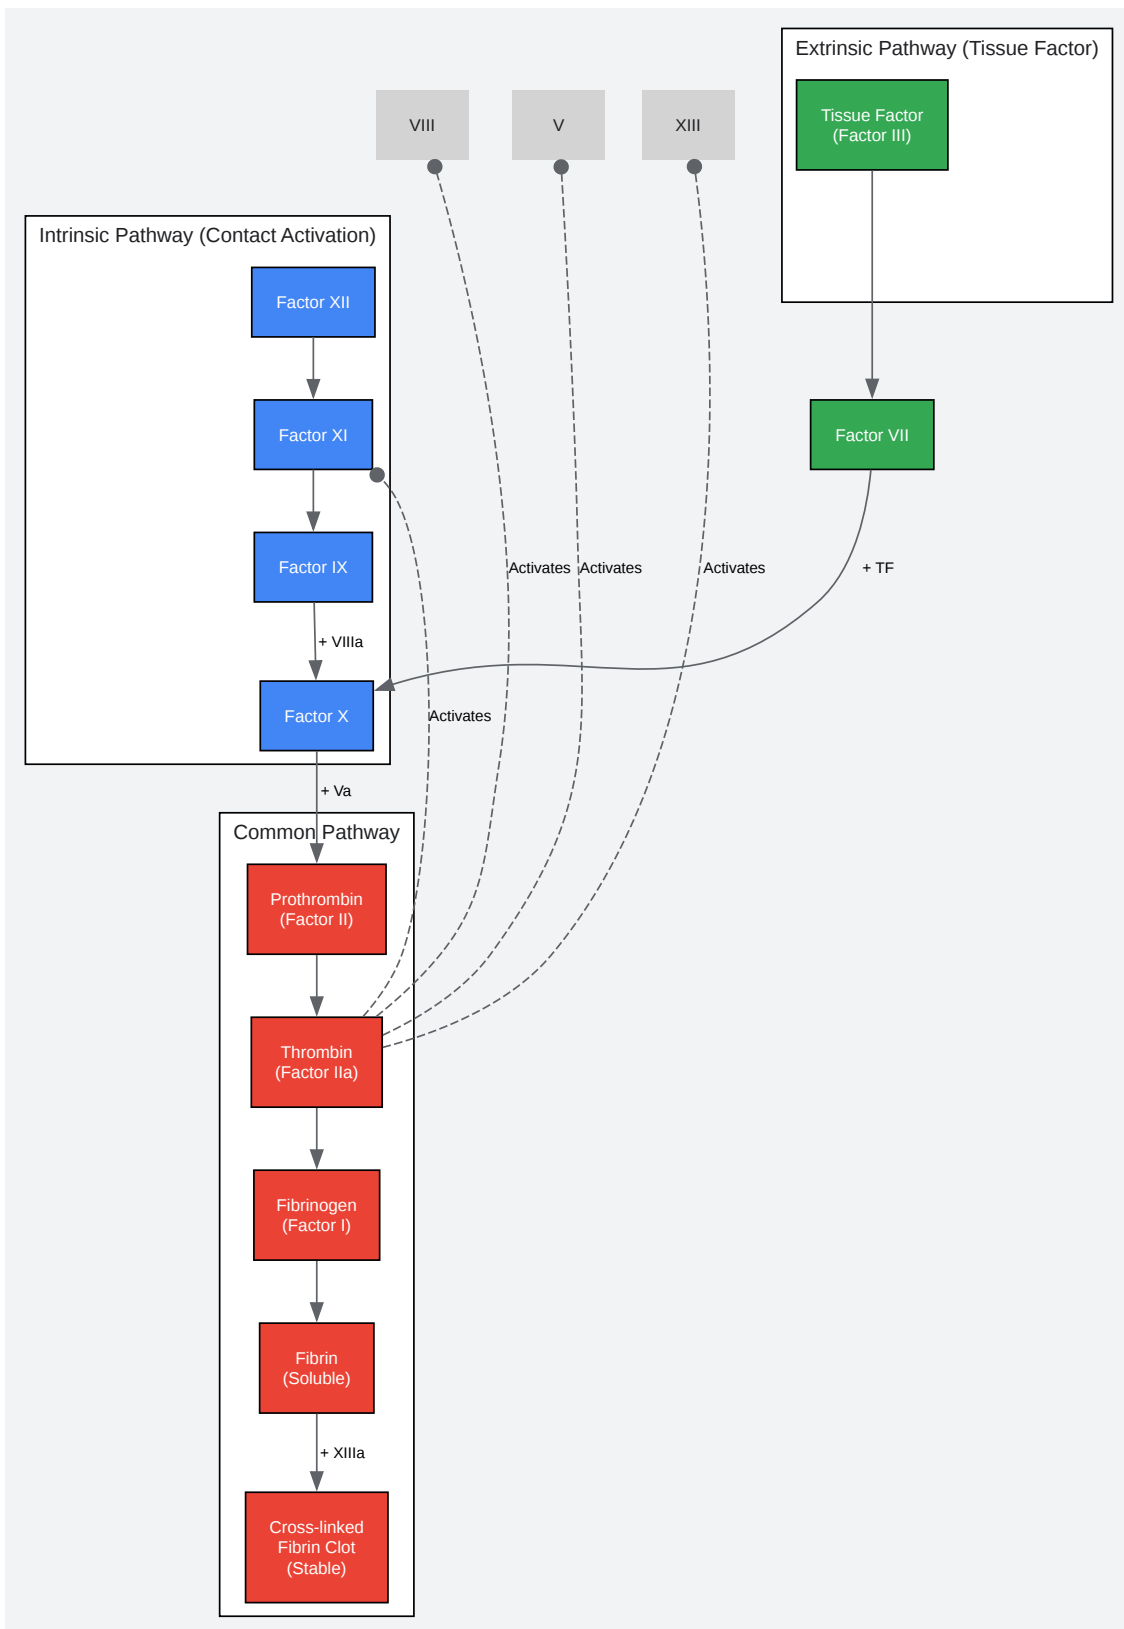 Extrinsic Pathway (Tissue Factor)
Tissue Factor
(Factor III)
VIII
V
XIII
Intrinsic Pathway (Contact Activation)
Factor XII
Factor XI
Factor VII
Factor IX
Activates
Activates
Activates
+ TF
+ VIIIa
Factor X
Activates
+ Va
Common Pathway
Prothrombin
(Factor II)
Thrombin
(Factor IIa)
Fibrinogen
(Factor I)
Fibrin
(Soluble)
+ XIIIa
Cross-linked
Fibrin Clot
(Stable)